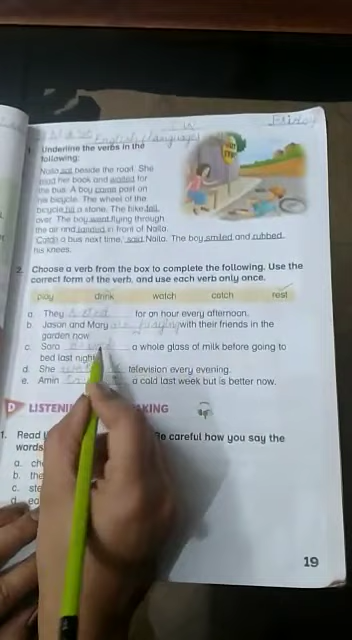 English (language)
Friday
Underline the verbs in the
following:
Naila sat beside the road. She
read her book and waited for
the bus. A boy came past on
his bicycle. The wheel of the
bicycle hit a stone. The bike fell
over. The boy went flying through
the air and landed in front of Naila.
'Catch a bus next time,' said Naila. The boy smiled and rubbed
his knees.
2. Choose a verb from the box to complete the following. Use the
correct form of the verb, and use each verb only once.
play drink watch catch rest
a. They for an hour every afternoon.
b. Jason and Mary are playing with their friends in the
garden now
c. Sara a whole glass of milk before going to
bed last night
d. She television every evening.
e. Amin a cold last week but is better now.
D LISTENING AKING
1. Read Be careful how you say the
words
a. ch
b. the
c. ste
d. ea
19